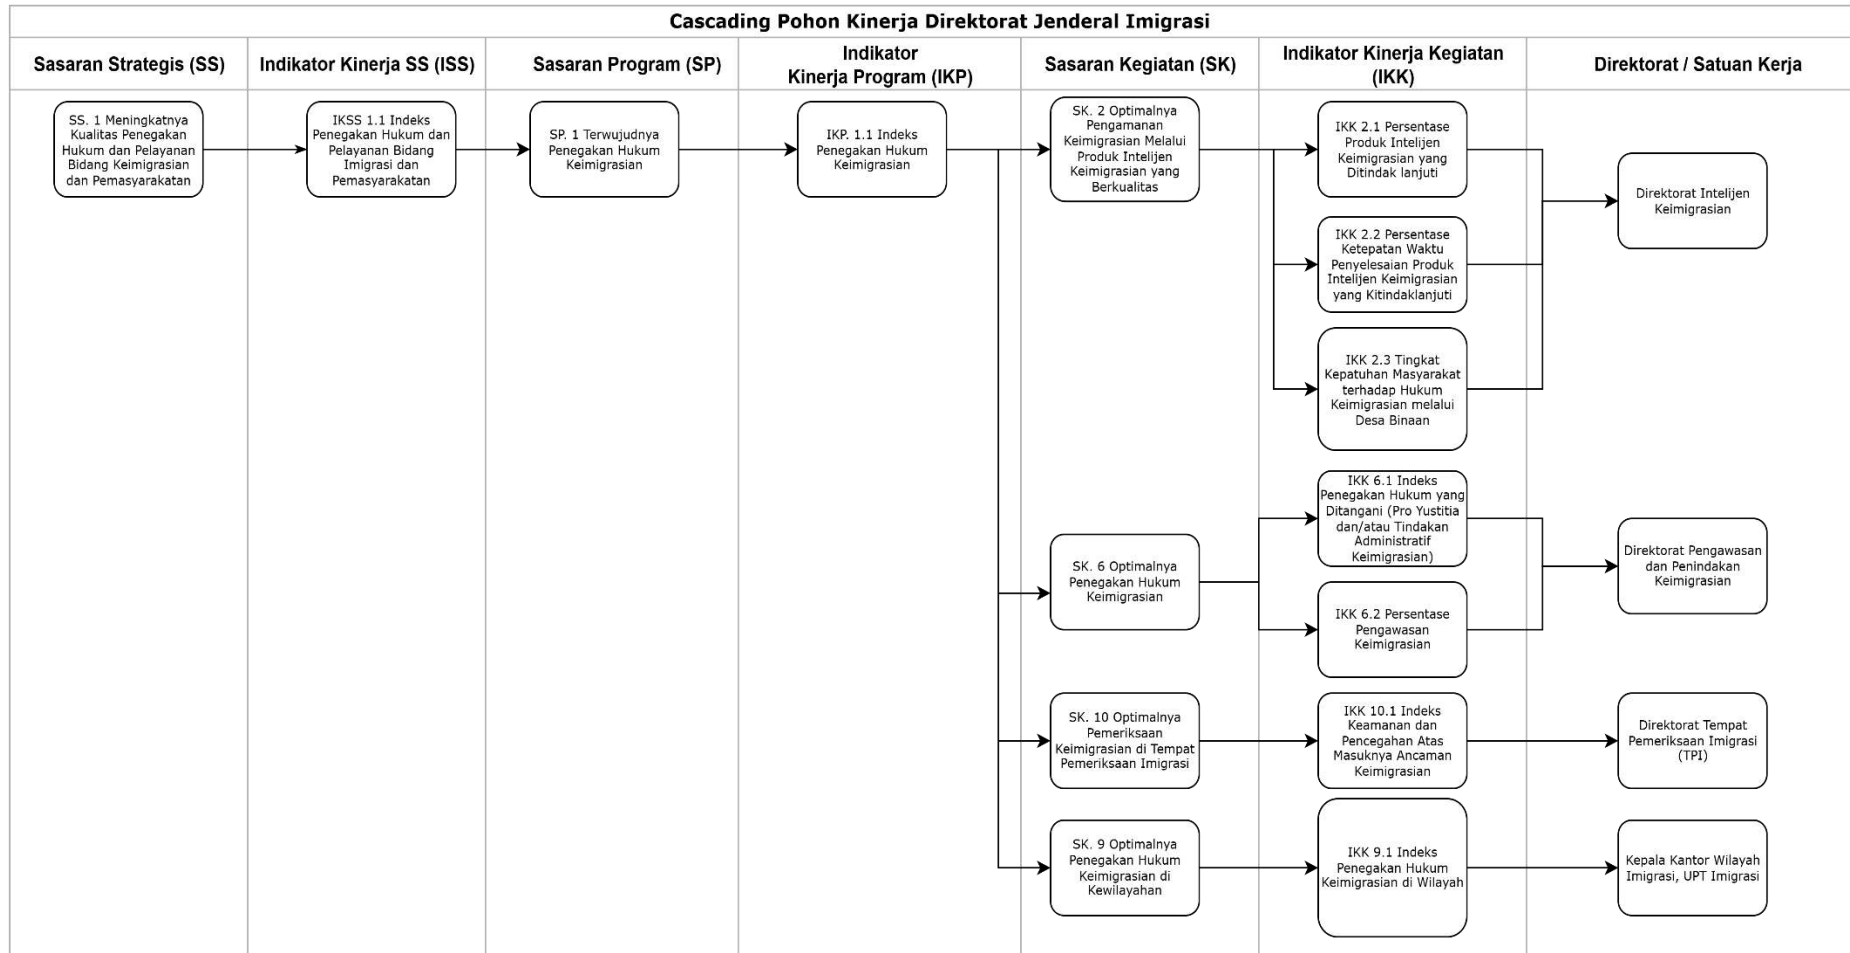 Cascading Pohon Kinerja Direktorat Jenderal Imigrasi
Sasaran Strategis (SS)
Indikator Kinerja SS (ISS)
Sasaran Program (SP)
Indikator
Kinerja Program (IKP)
Sasaran Kegiatan (SK)
Indikator Kinerja Kegiatan
(IKK)
Direktorat / Satuan Kerja
SS. 1 Meningkatnya
Kualitas Penegakan
Hukum dan Pelayanan
Bidang Keimigrasian
dan Pemasyarakatan
IKSS 1.1 Indeks
Penegakan Hukum dan
Pelayanan Bidang
Imigrasi dan
Pemasyarakatan
SP. 1 Terwujudnya
Penegakan Hukum
Keimigrasian
IKP. 1.1 Indeks
Penegakan Hukum
Keimigrasian
SK. 2 Optimalnya
Pengamanan
Keimigrasian Melalui
Produk Intelijen
Keimigrasian yang
Berkualitas
IKK 2.1 Persentase
Produk Intelijen
Keimigrasian yang
Ditindak lanjuti
IKK 2.2 Persentase
Ketepatan Waktu
Penyelesaian Produk
Intelijen Keimigrasian
yang Kitindaklanjuti
IKK 2.3 Tingkat
Kepatuhan Masyarakat
terhadap Hukum
Keimigrasian melalui
Desa Binaan
Direktorat Intelijen
Keimigrasian
SK. 6 Optimalnya
Penegakan Hukum
Keimigrasian
IKK 6.1 Indeks
Penegakan Hukum yang
Ditangani (Pro Yustitia
dan/atau Tindakan
Administratif
Keimigrasian)
IKK 6.2 Persentase
Pengawasan
Keimigrasian
Direktorat Pengawasan
dan Penindakan
Keimigrasian
SK. 10 Optimalnya
Pemeriksaan
Keimigrasian di Tempat
Pemeriksaan Imigrasi
IKK 10.1 Indeks
Keamanan dan
Pencegahan Atas
Masuknya Ancaman
Keimigrasian
Direktorat Tempat
Pemeriksaan Imigrasi
(TPI)
SK. 9 Optimalnya
Penegakan Hukum
Keimigrasian di
Kewilayahan
IKK 9.1 Indeks
Penegakan Hukum
Keimigrasian di Wilayah
Kepala Kantor Wilayah
Imigrasi, UPT Imigrasi